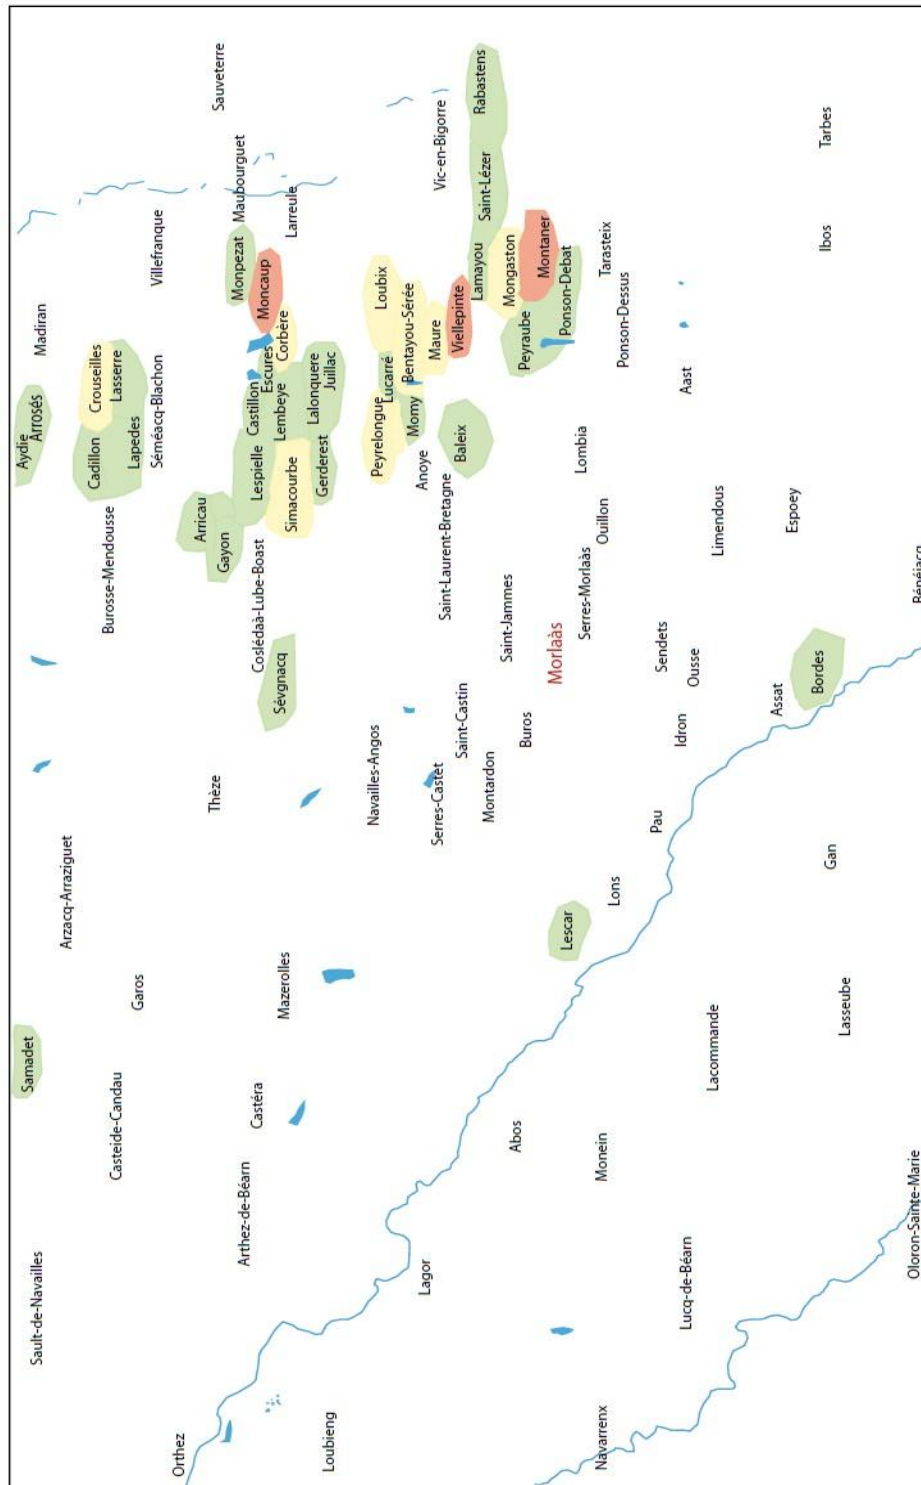 Sault-de-Navailles
Samadet
Arzacq-Arraziguet
Aydie
Arrosés
Madiran
Casteide-Candau
Garos
Burosse-Mendousse
Cadillon
Crouseilles
Lapedes
Lasserre
Séméacq-Blachon
Villefranque
Orthez
Thèze
Arricau
Gayon
Sauveterre
Arthez-de-Béarn
Castéra
Coslédaà-Lube-Boast
Lespielle
Castillon
Monpezat
Maubourguet
Mazerolles
Sévgnacq
Simacourbe
Lembeye
Escures
Corbère
Moncaup
Larreule
Loubieng
Gerderest
Lalonquere
Juillac
Navailles-Angos
Peyrelongue
Lucarré
Loubix
Lagor
Serres-Castet
Saint-Laurent-Bretagne
Anoye
Momy
Bentayou-Sérée
Maure
Vic-en-Bigorre
Montardon
Saint-Castin
Baleix
Viellepinte
Lamayou
Saint-Lézer
Rabastens
Abos
Buros
Saint-Jammes
Peyraube
Mongaston
Lescar
Morlaàs
Ponson-Debat
Montaner
Navarrenx
Monein
Lons
Serres-Morlaàs
Ouillon
Lombia
Ponson-Dessus
Tarasteix
Lucq-de-Béarn
Lacommande
Pau
Idron
Ousse
Sendets
Limendous
Aast
Assat
Espoey
Lasseube
Gan
Bordes
Ibos
Tarbes
Oloron-Sainte-Marie
Bénéjacq